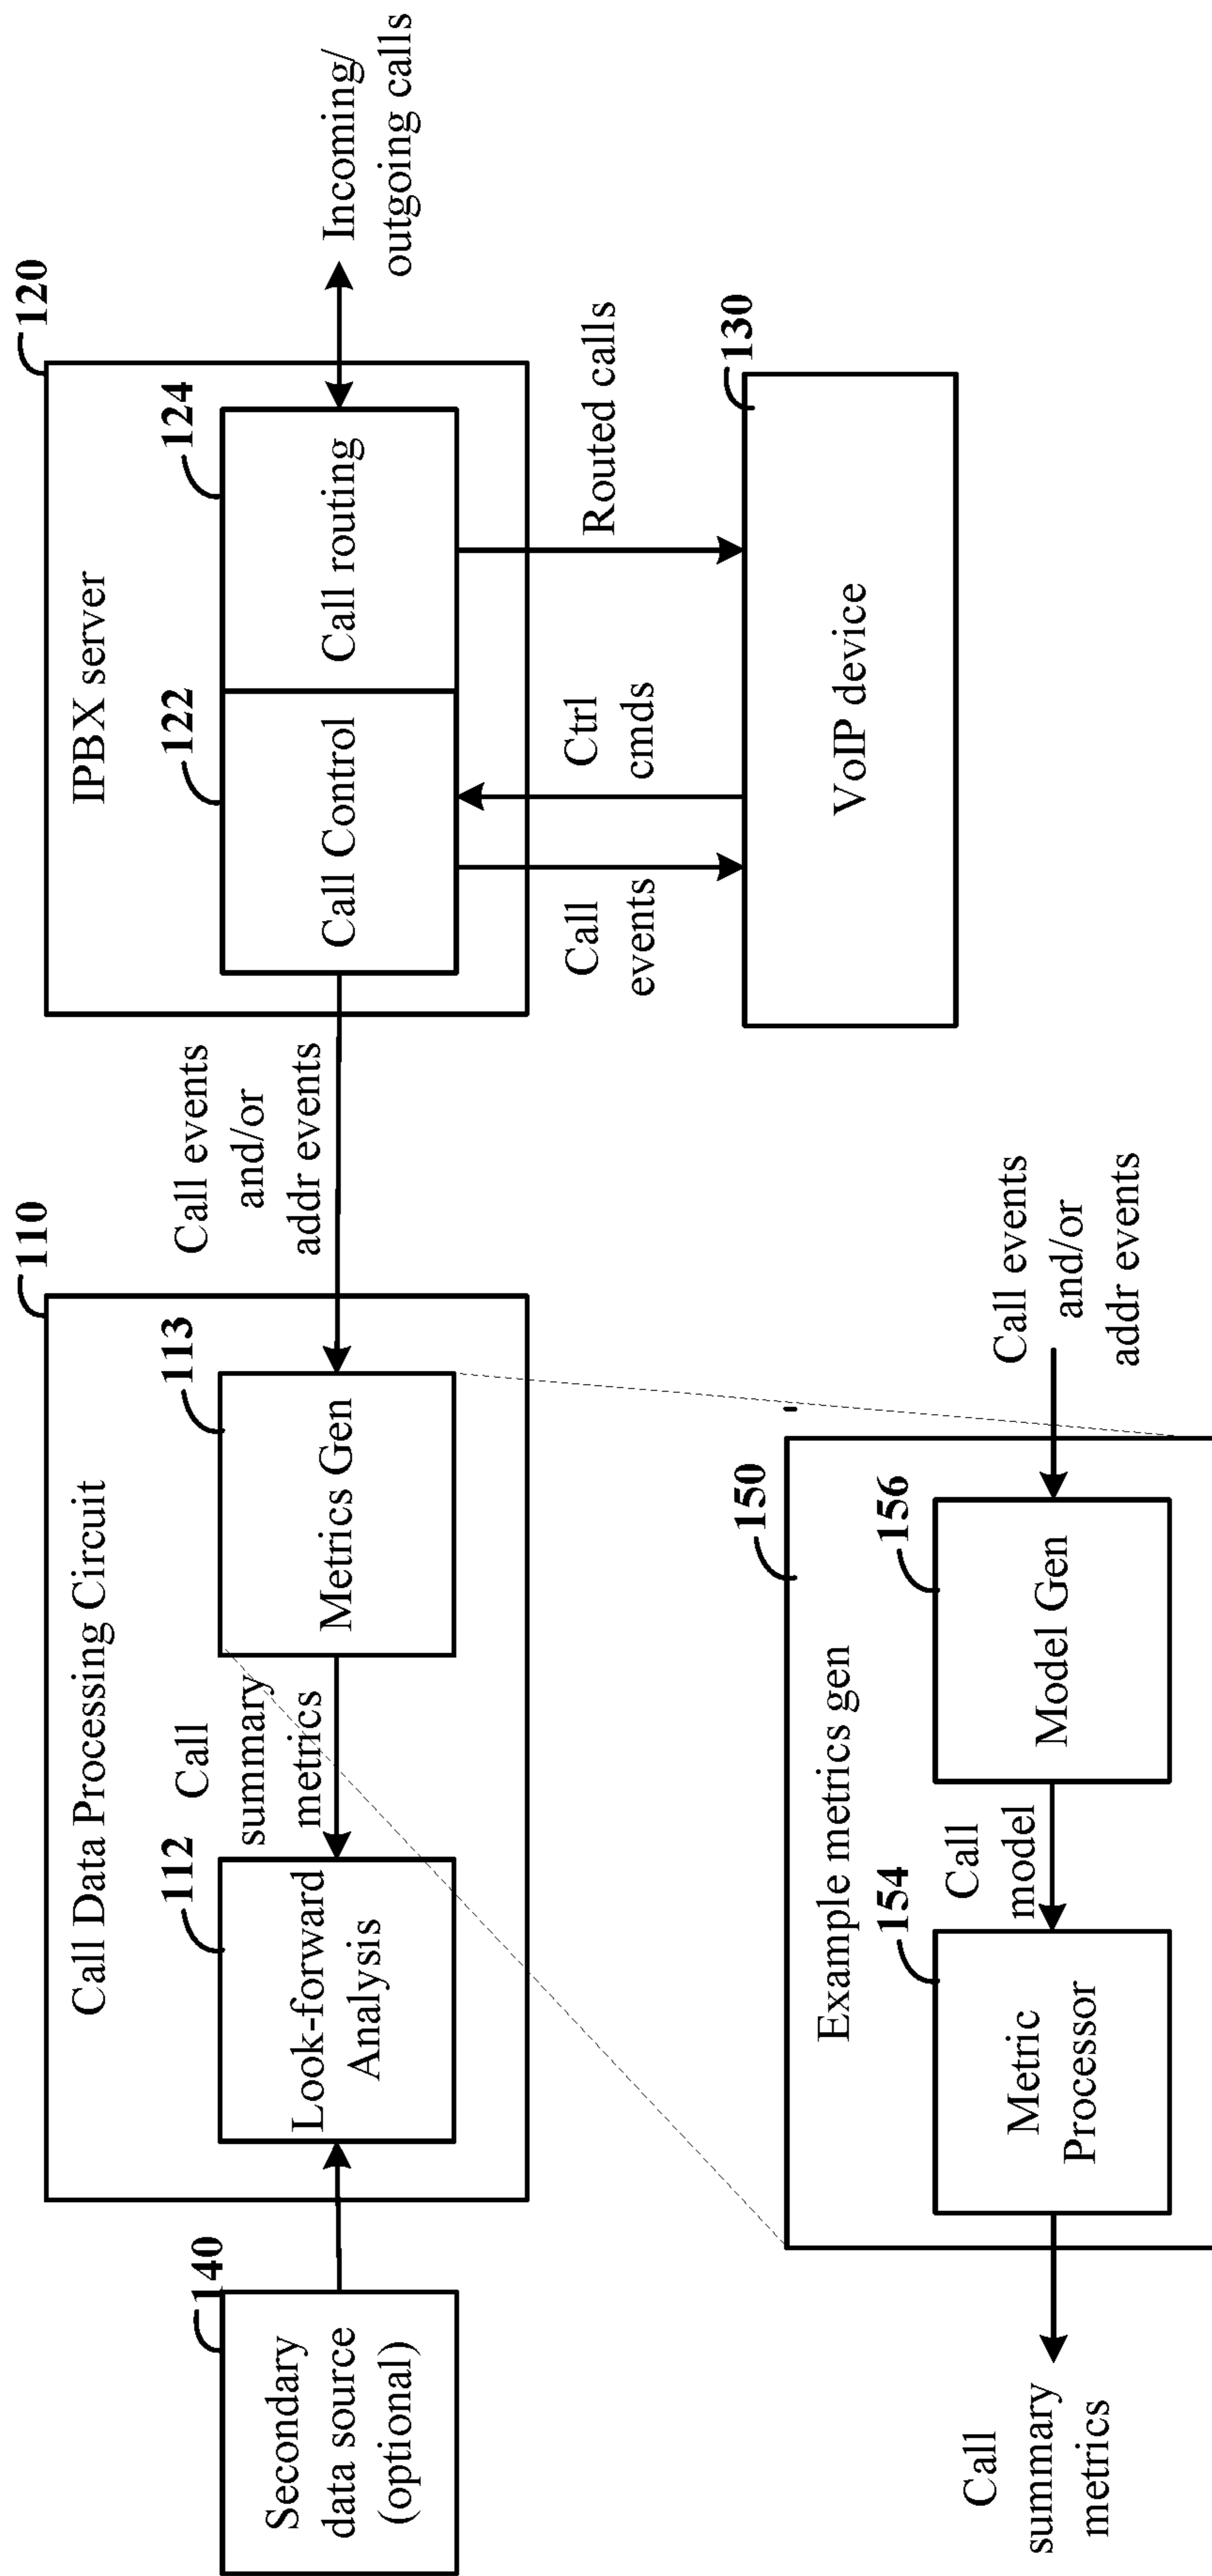 140
Secondary
data source
(optional)
110
Call Data Processing Circuit
112
Look-forward
Analysis
Call
summary
metrics
113
Metrics Gen
Call events
and/or
addr events
120
IPBX server
122
Call Control
124
Call routing
Incoming/
outgoing calls
Call
events
Ctrl
cmds
Routed calls
130
VoIP device
150
Example metrics gen
154
Metric
Processor
Call
model
156
Model Gen
Call events
and/or
addr events
Call
summary
metrics